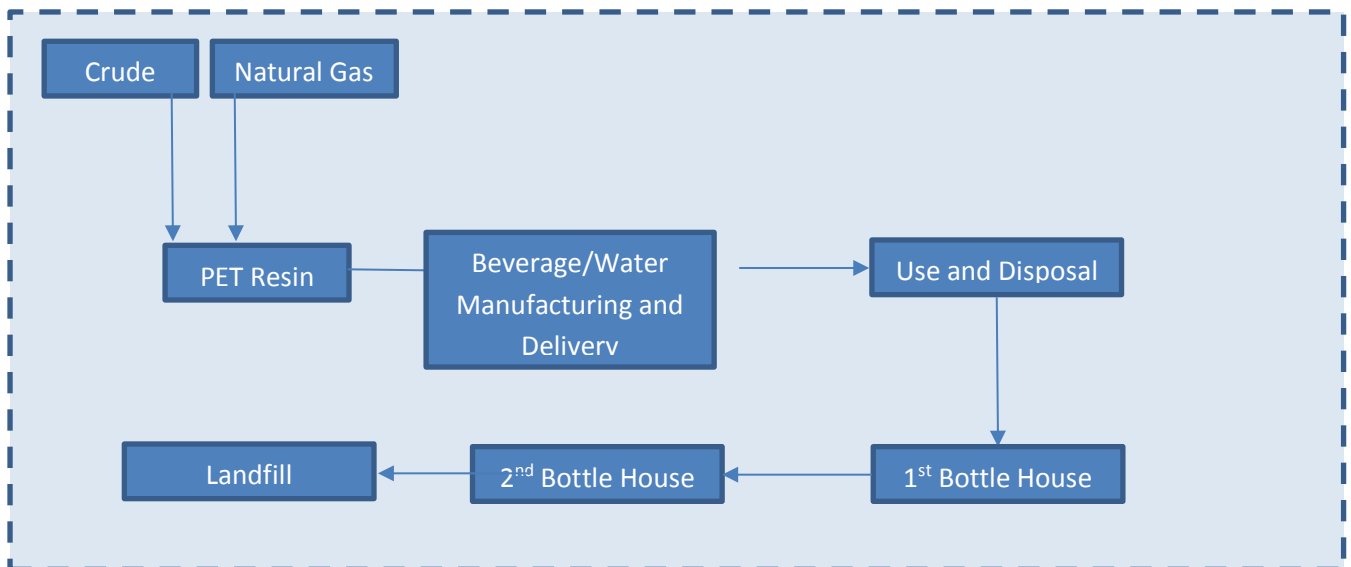 Crude
Natural Gas
PET Resin
Beverage/Water
Manufacturing and
Delivery
Use and Disposal
Landfill
2nd Bottle House
1st Bottle House